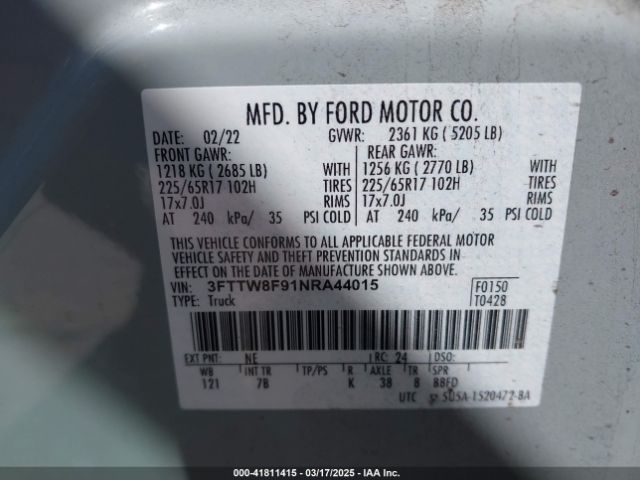 MFD. BY FORD MOTOR CO.
DATE: 02/22 GVWR: 2361 KG ( 5205 LB)
FRONT GAWR: REAR GAWR:
1218 KG ( 2685 LB) WITH 1256 KG ( 2770 LB) WITH
225/65R17 102H TIRES 225/65R17 102H TIRES
17x7.0J RIMS 17x7.0J RIMS
AT 240 kPa/ 35 PSI COLD AT 240 kPa/ 35 PSI COLD
THIS VEHICLE CONFORMS TO ALL APPLICABLE FEDERAL MOTOR
VEHICLE SAFETY AND THEFT PREVENTION STANDARDS IN
EFFECT ON THE DATE OF MANUFACTURE SHOWN ABOVE.
VIN: 3FTTW8F91NRA44015 F0150
TYPE: Truck T0428
EXT PNT: NE RC: 24 DSO:
WB INT TR TP/PS R AXLE TR SPR
121 7B K 38 8 BBFD
UTC 5U5A-1520472-BA
000-41811415 - 03/17/2025 - IAA Inc.